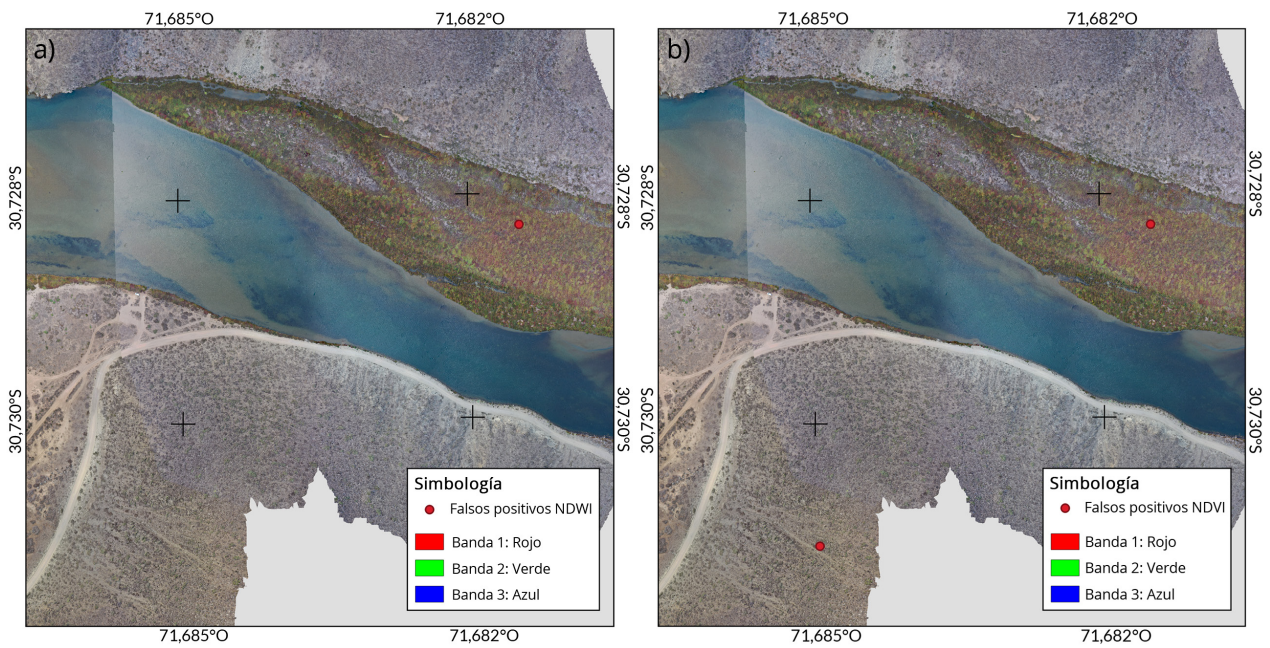 71,685°O
71,682°O
71,685°O
71,682°O
a)
b)
30,728°S
30,728°S
30,728°S
30,728°S
30,730°S
30,730°S
30,730°S
30,730°S
Simbología
Falsos positivos NDWI
Banda 1: Rojo
Banda 2: Verde
Banda 3: Azul
Simbología
Falsos positivos NDVI
Banda 1: Rojo
Banda 2: Verde
Banda 3: Azul
71,685°O
71,682°O
71,685°O
71,682°O